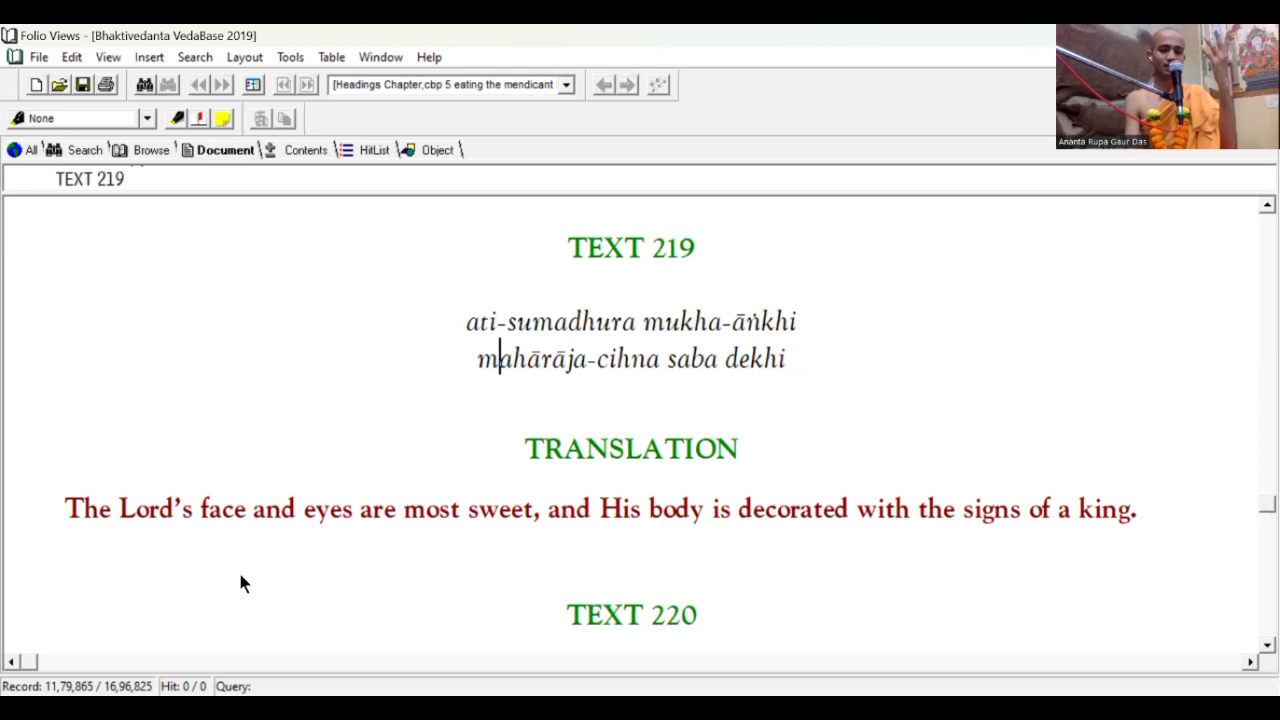 Folio Views - [Bhaktivedanta VedaBase 2019]
File Edit View Insert Search Layout Tools Table Window Help
[Headings Chapter,cbp 5 eating the mendicant
None
All Search Browse Document Contents HitList Object
TEXT 219
TEXT 219
ati-sumadhura mukha-āṅkhi
mahārāja-cihna saba dekhi
TRANSLATION
The Lord’s face and eyes are most sweet, and His body is decorated with the signs of a king.
TEXT 220
Record: 11,79,865 / 16,96,825 Hit: 0 / 0 Query:
Ananta Rupa Gaur Das